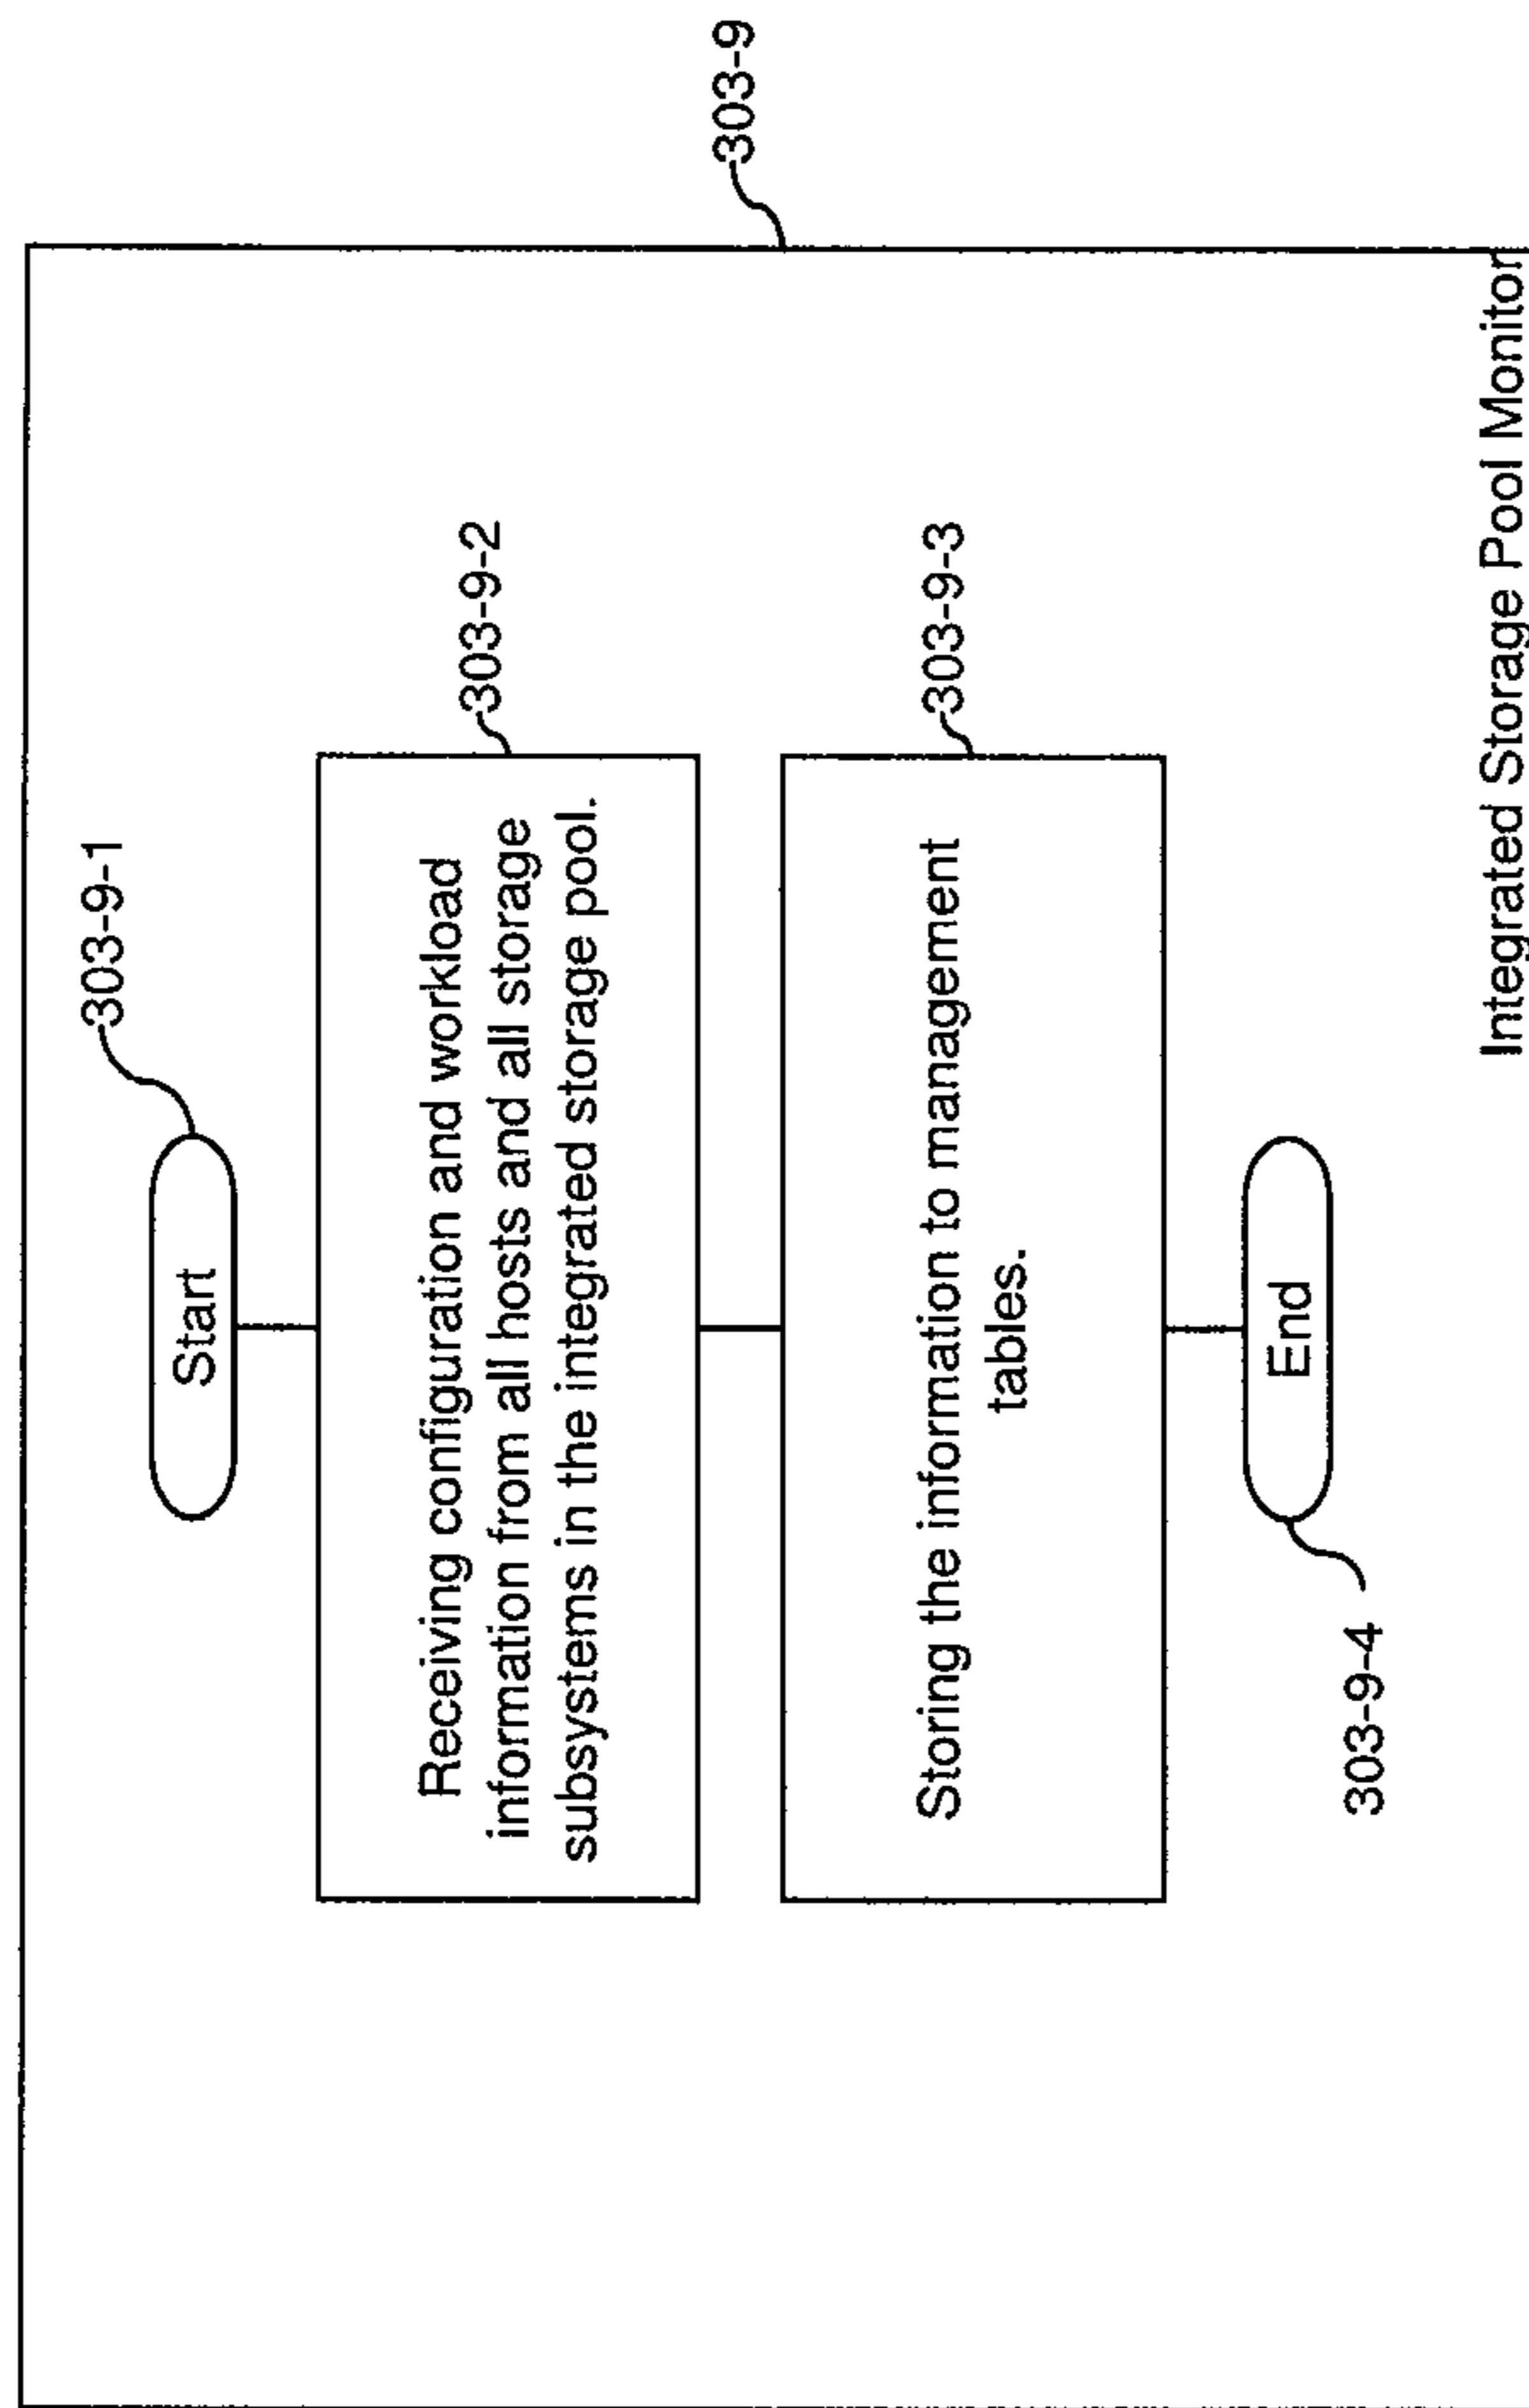 303-9-1
Start
303-9-2
Receiving configuration and workload
information from all hosts and all storage
subsystems in the integrated storage pool.
303-9
303-9-3
Storing the information to management
tables.
End
303-9-4
Integrated Storage Pool Monitor